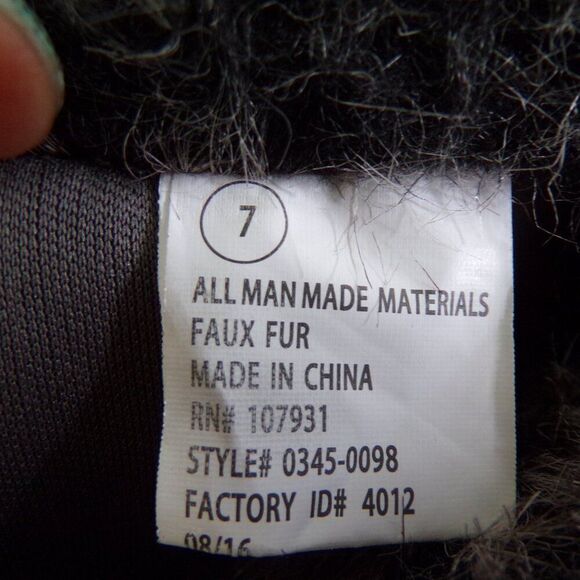 7
ALL MAN MADE MATERIALS
FAUX FUR
MADE IN CHINA
RN# 107931
STYLE# 0345-0098
FACTORY ID# 4012
08/16